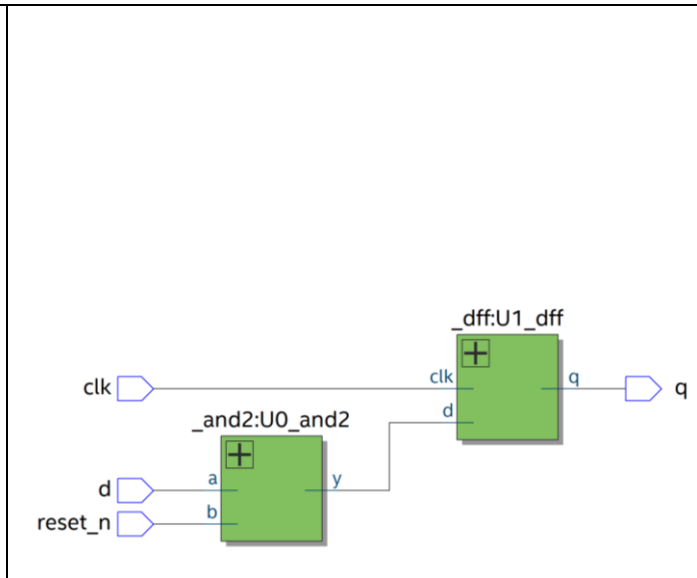 _dff:U1_dff
clk
clk
q
q
d
_and2:U0_and2
d
a
y
reset_n
b